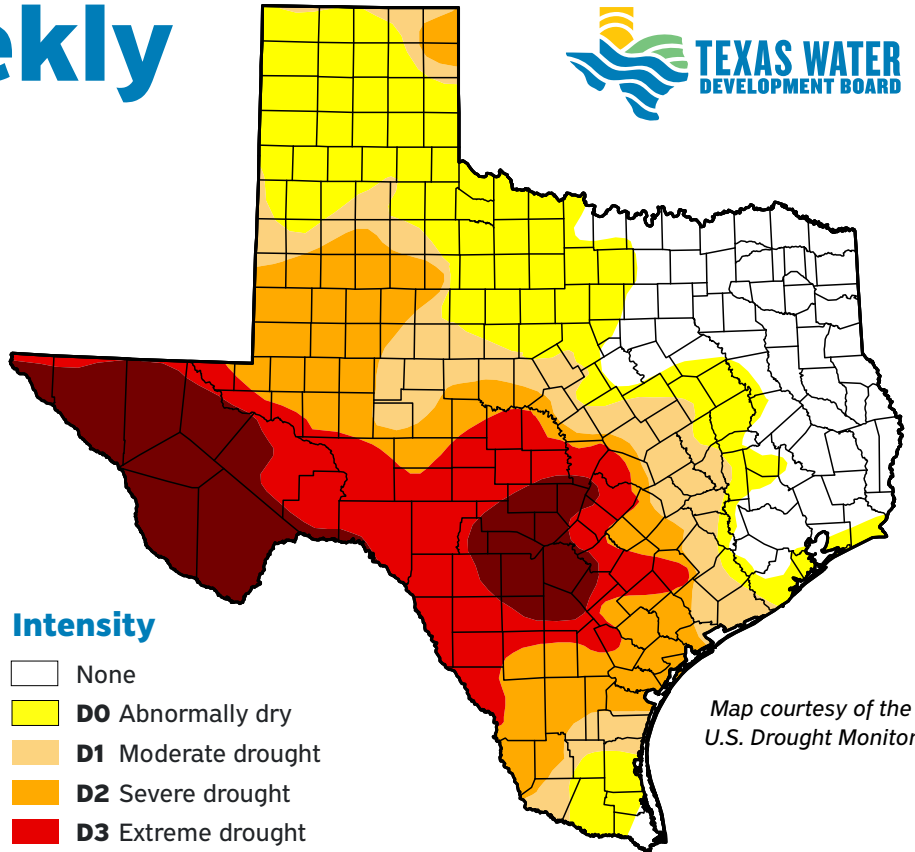 ekly
TEXAS WATER
DEVELOPMENT BOARD
Intensity
None
D0 Abnormally dry
D1 Moderate drought
D2 Severe drought
D3 Extreme drought
Map courtesy of the
U.S. Drought Monitor